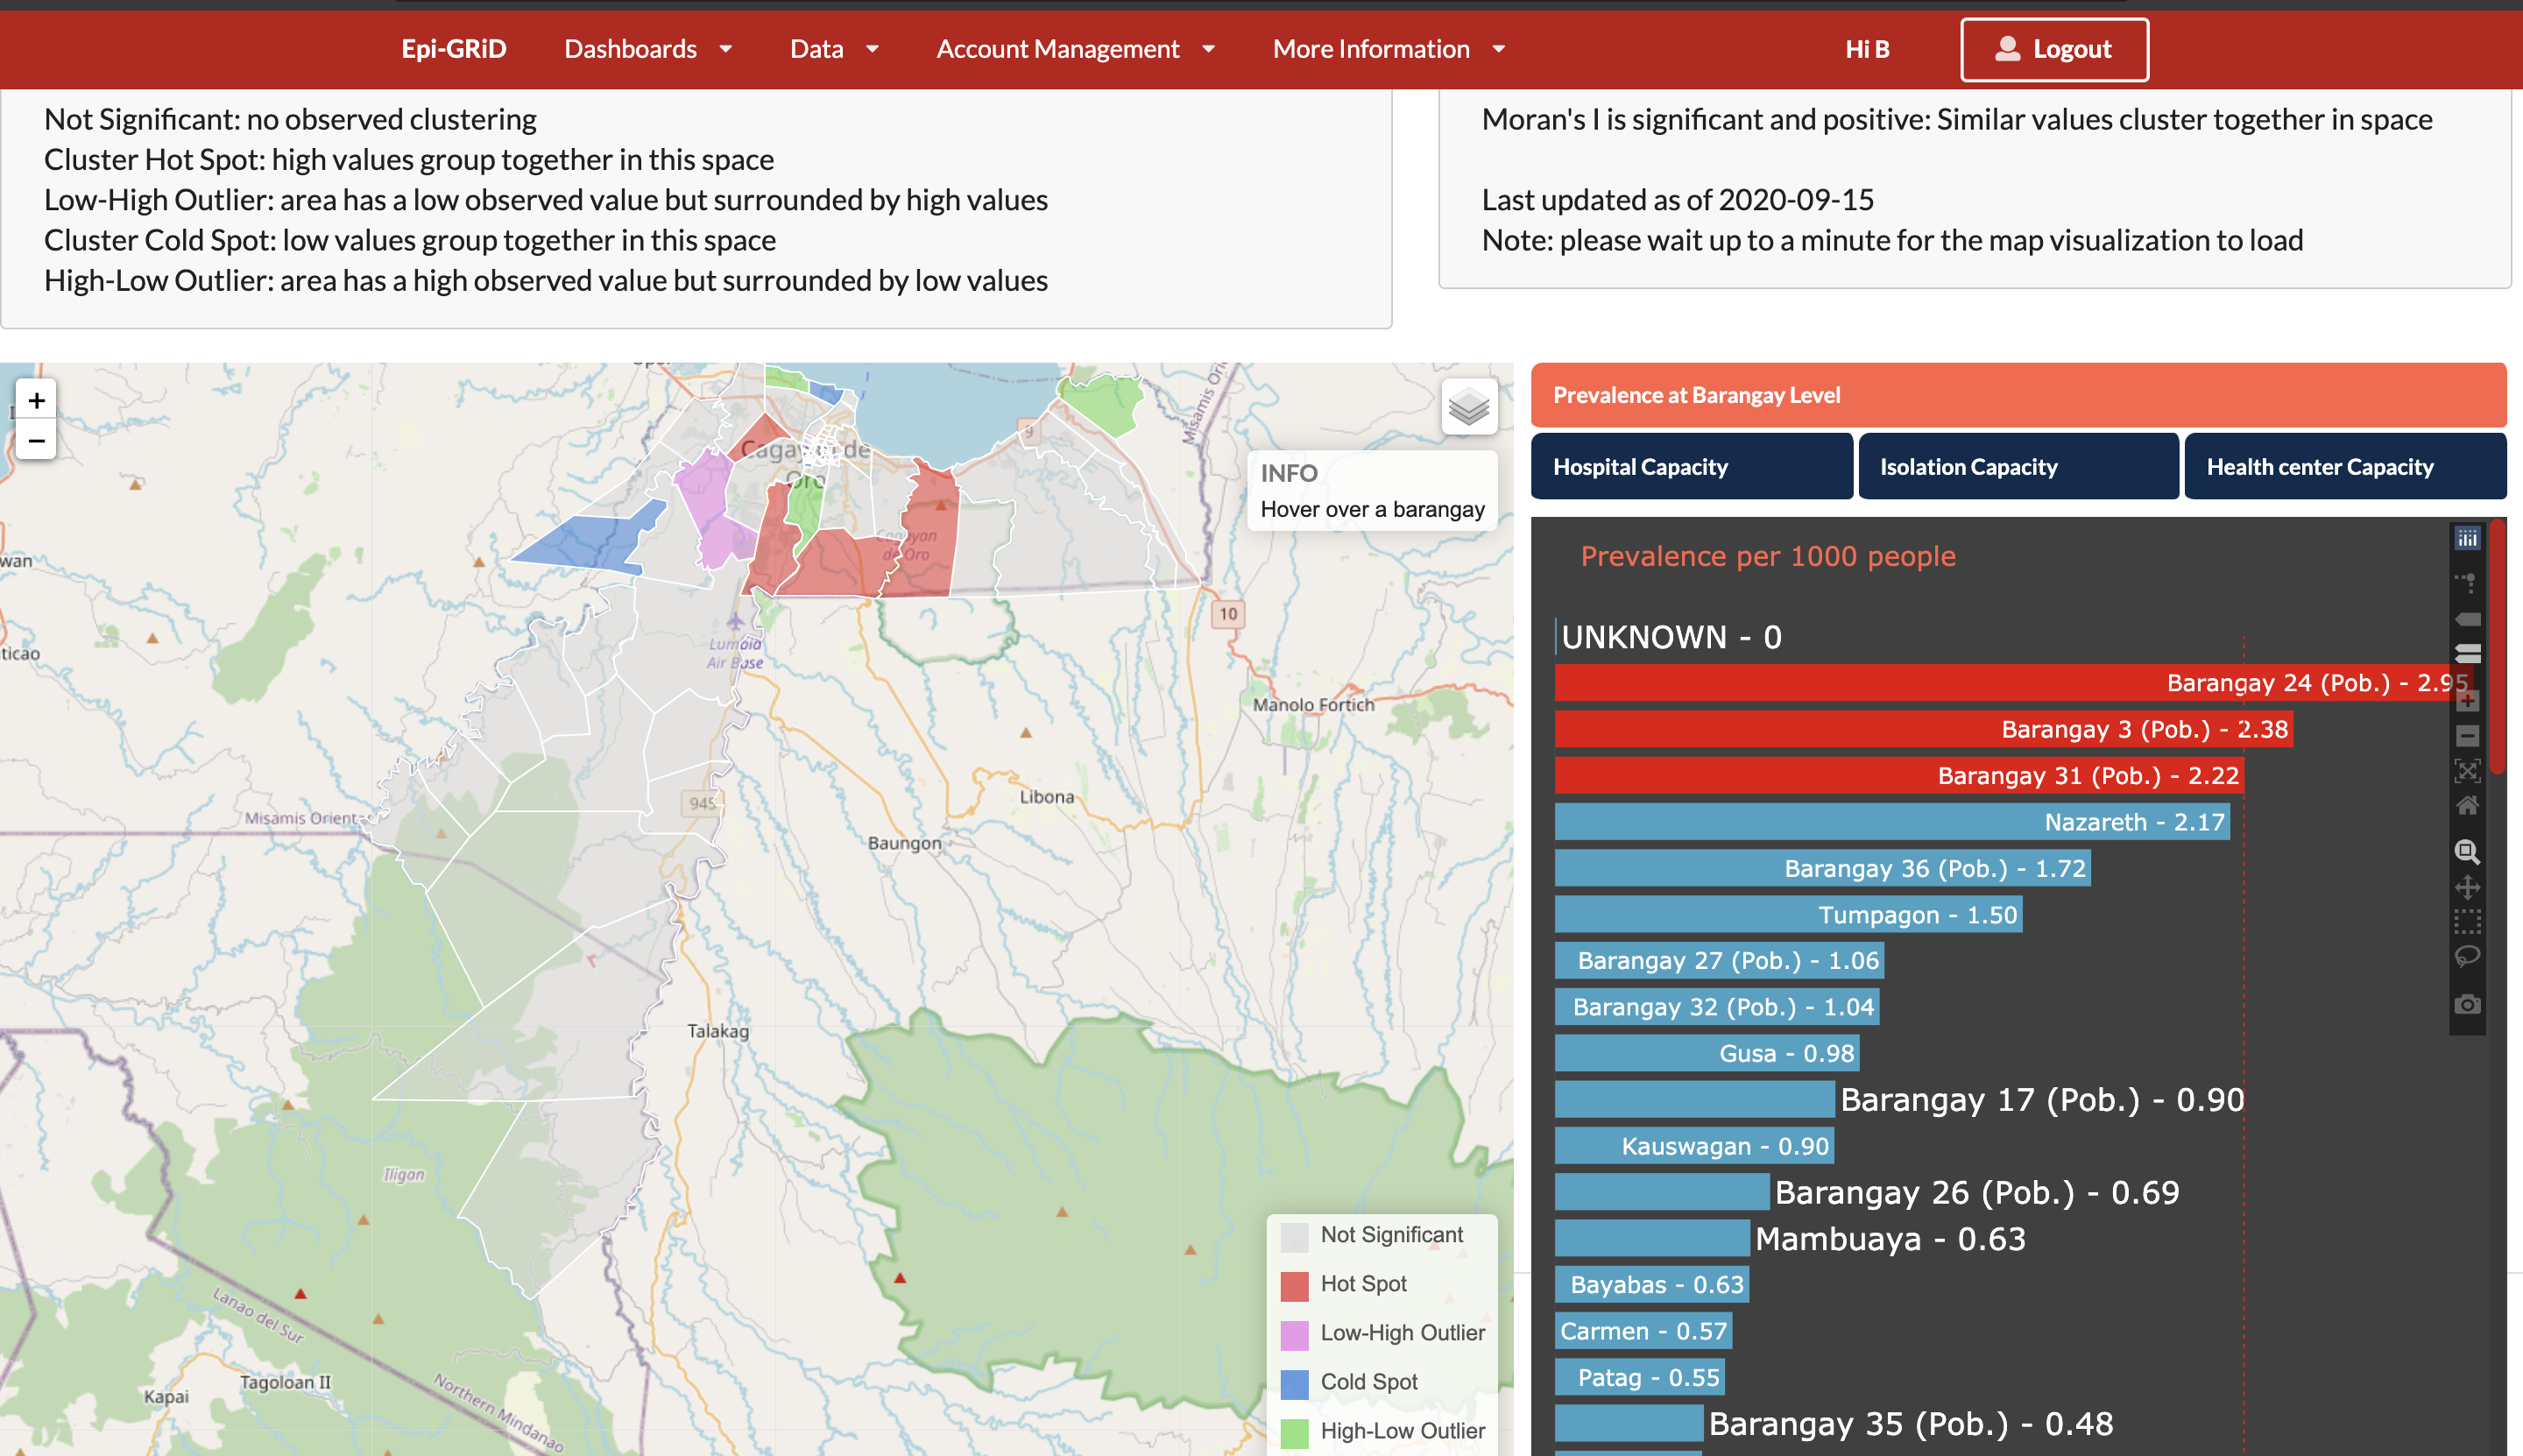 Epi-GRiD Dashboards Data Account Management More Information Hi B Logout
Not Significant: no observed clustering
Cluster Hot Spot: high values group together in this space
Low-High Outlier: area has a low observed value but surrounded by high values
Cluster Cold Spot: low values group together in this space
High-Low Outlier: area has a high observed value but surrounded by low values
Moran's I is significant and positive: Similar values cluster together in space
Last updated as of 2020-09-15
Note: please wait up to a minute for the map visualization to load
+
−
Cagayan de
Oro
9
Misamis Ori
INFO
Hover over a barangay
Cagayan
de Oro
wan
10
ticao
Lumbia
Air Base
Manolo Fortich
945
Libona
Misamis Orient
Baungon
Talakag
Iligan
Lanao del Sur
Tagoloan II
Kapai
Northern Mindanao
Not Significant
Hot Spot
Low-High Outlier
Cold Spot
High-Low Outlier
Prevalence at Barangay Level
Hospital Capacity
Isolation Capacity
Health center Capacity
Prevalence per 1000 people
UNKNOWN - 0
Barangay 24 (Pob.) - 2.95
Barangay 3 (Pob.) - 2.38
Barangay 31 (Pob.) - 2.22
Nazareth - 2.17
Barangay 36 (Pob.) - 1.72
Tumpagon - 1.50
Barangay 27 (Pob.) - 1.06
Barangay 32 (Pob.) - 1.04
Gusa - 0.98
Barangay 17 (Pob.) - 0.90
Kauswagan - 0.90
Barangay 26 (Pob.) - 0.69
Mambuaya - 0.63
Bayabas - 0.63
Carmen - 0.57
Patag - 0.55
Barangay 35 (Pob.) - 0.48